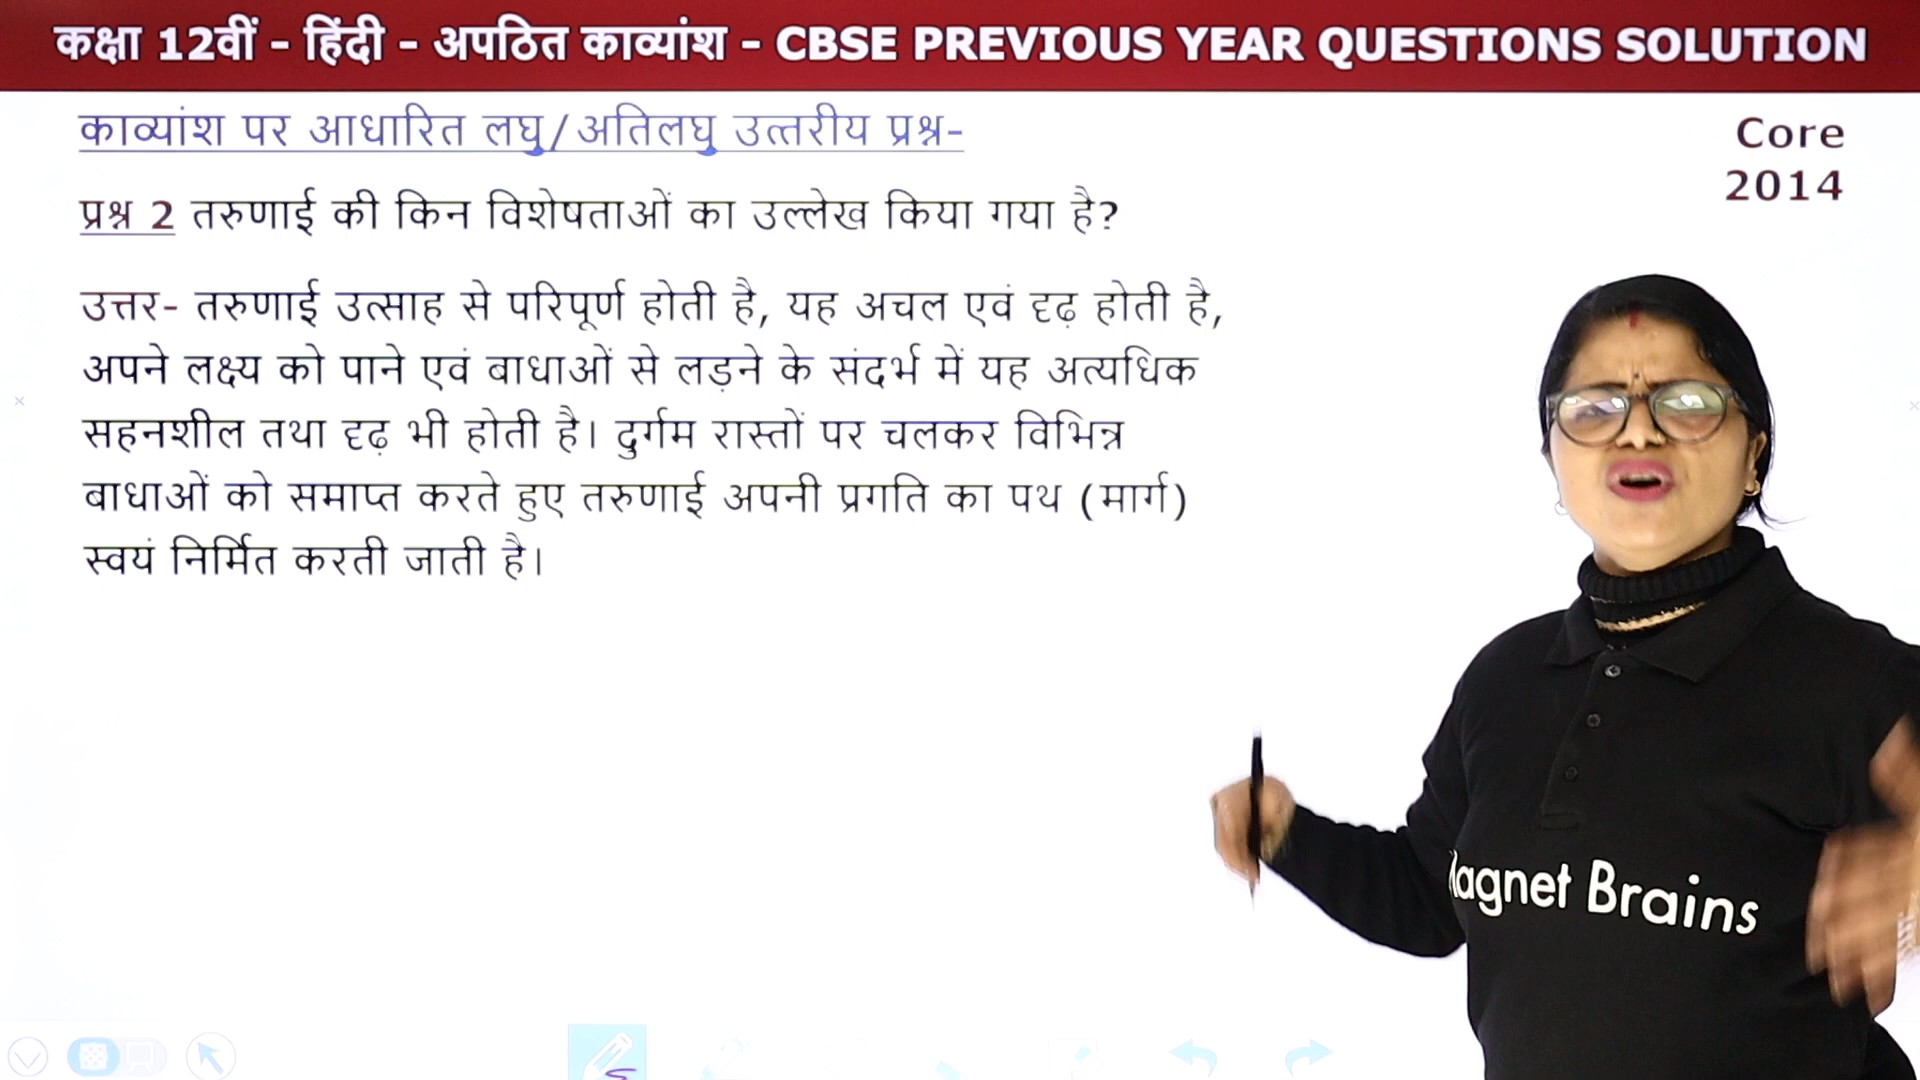 कक्षा 12वीं - हिंदी - अपठित काव्यांश - CBSE PREVIOUS YEAR QUESTIONS SOLUTION
काव्यांश पर आधारित लघु/अतिलघु उत्तरीय प्रश्न-
Core
2014
प्रश्न 2 तरुणाई की किन विशेषताओं का उल्लेख किया गया है?
उत्तर- तरुणाई उत्साह से परिपूर्ण होती है, यह अचल एवं दृढ़ होती है,
अपने लक्ष्य को पाने एवं बाधाओं से लड़ने के संदर्भ में यह अत्यधिक
सहनशील तथा दृढ़ भी होती है। दुर्गम रास्तों पर चलकर विभिन्न
बाधाओं को समाप्त करते हुए तरुणाई अपनी प्रगति का पथ (मार्ग)
स्वयं निर्मित करती जाती है।
Magnet Brains